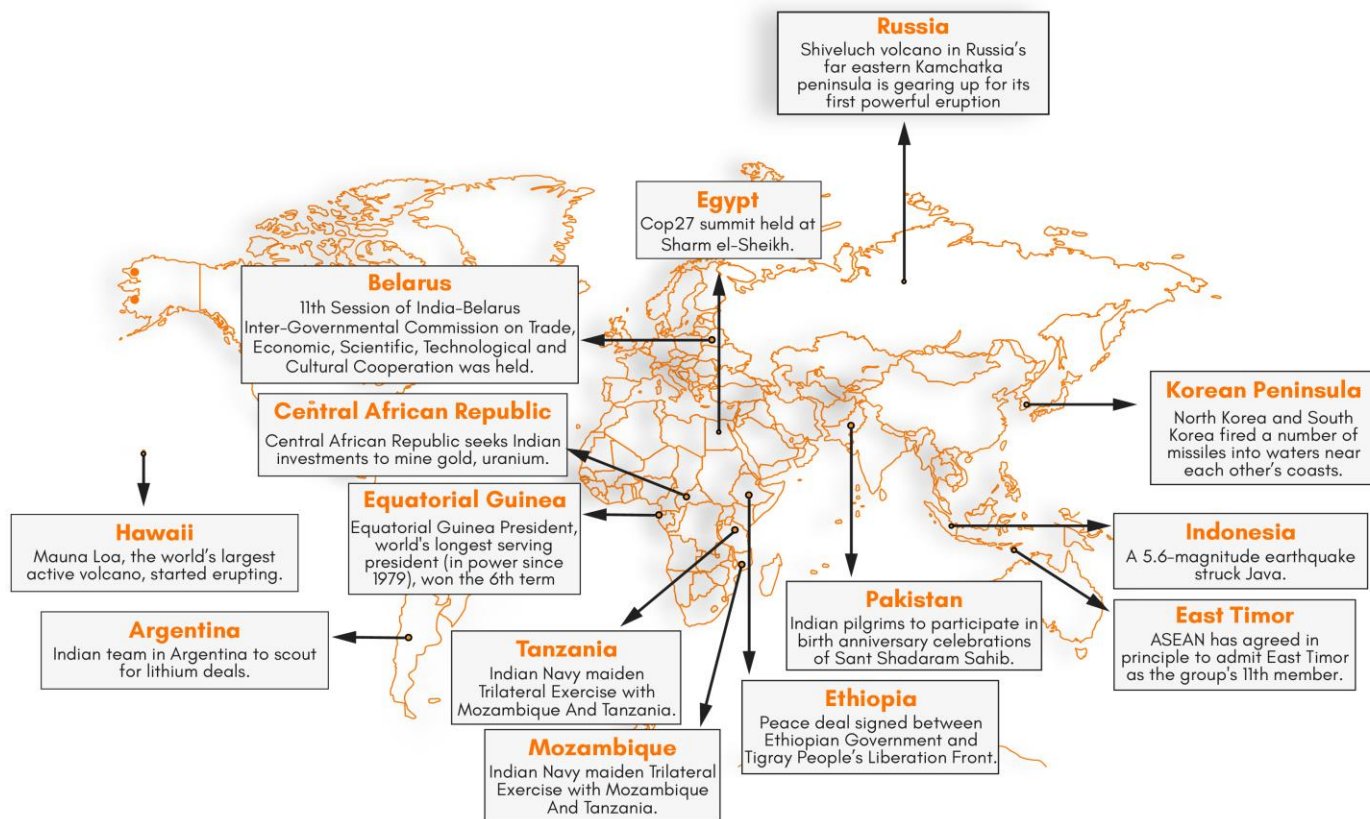 Russia
Shiveluch volcano in Russia's
far eastern Kamchatka
peninsula is gearing up for its
first powerful eruption
Egypt
Cop27 summit held at
Sharm el-Sheikh.
Belarus
11th Session of India-Belarus
Inter-Governmental Commission on Trade,
Economic, Scientific, Technological and
Cultural Cooperation was held.
Central African Republic
Central African Republic seeks Indian
investments to mine gold, uranium.
Korean Peninsula
North Korea and South
Korea fired a number of
missiles into waters near
each other's coasts.
Equatorial Guinea
Equatorial Guinea President,
world's longest serving
president (in power since
1979), won the 6th term
Hawaii
Mauna Loa, the world's largest
active volcano, started erupting.
Indonesia
A 5.6-magnitude earthquake
struck Java.
Pakistan
Indian pilgrims to participate in
birth anniversary celebrations
of Sant Shadaram Sahib.
East Timor
ASEAN has agreed in
principle to admit East Timor
as the group's 11th member.
Argentina
Indian team in Argentina to scout
for lithium deals.
Tanzania
Indian Navy maiden
Trilateral Exercise with
Mozambique And Tanzania.
Ethiopia
Peace deal signed between
Ethiopian Government and
Tigray People's Liberation Front.
Mozambique
Indian Navy maiden Trilateral
Exercise with Mozambique
And Tanzania.